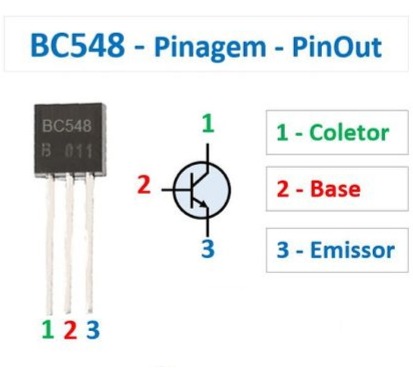 BC548 - Pinagem - PinOut
BC548
B 011
1
1 - Coletor
2
2 - Base
3
3 - Emissor
1 2 3